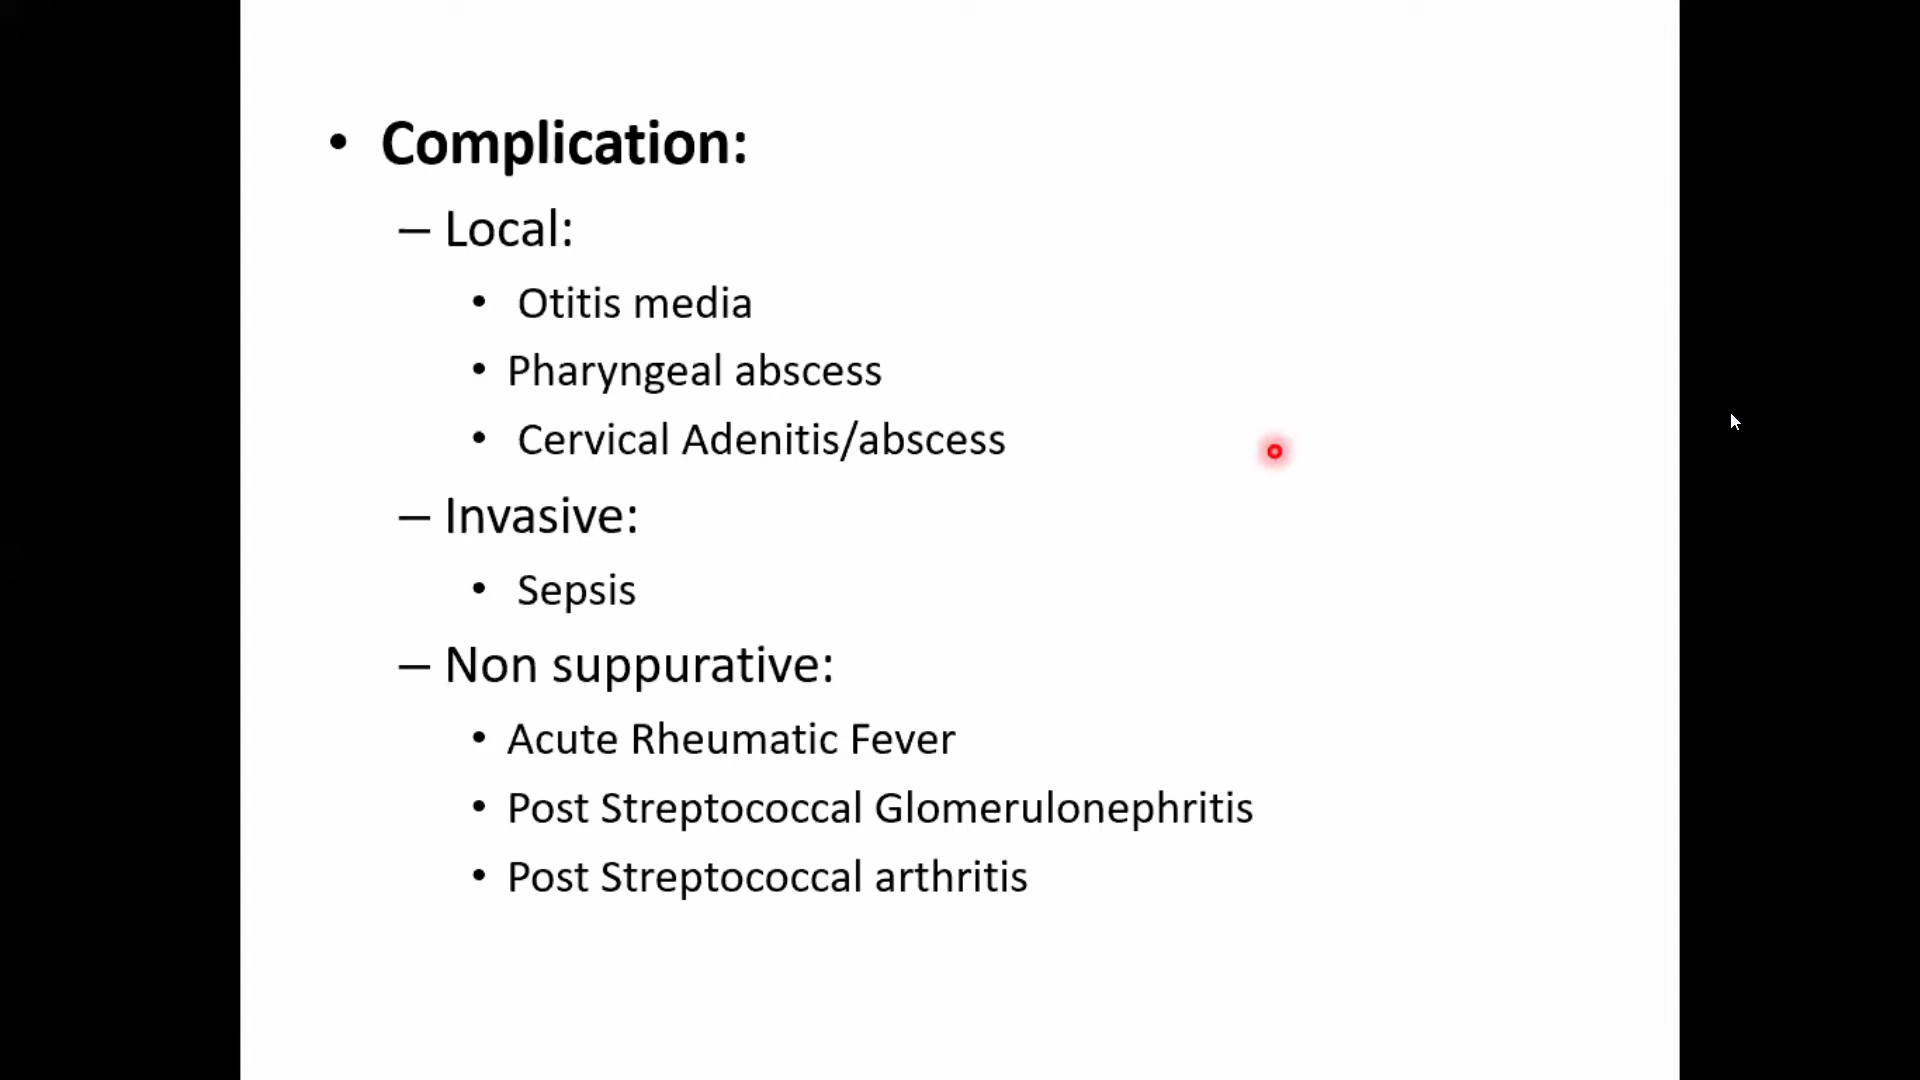 • Complication:
– Local:
• Otitis media
• Pharyngeal abscess
• Cervical Adenitis/abscess
– Invasive:
• Sepsis
– Non suppurative:
• Acute Rheumatic Fever
• Post Streptococcal Glomerulonephritis
• Post Streptococcal arthritis